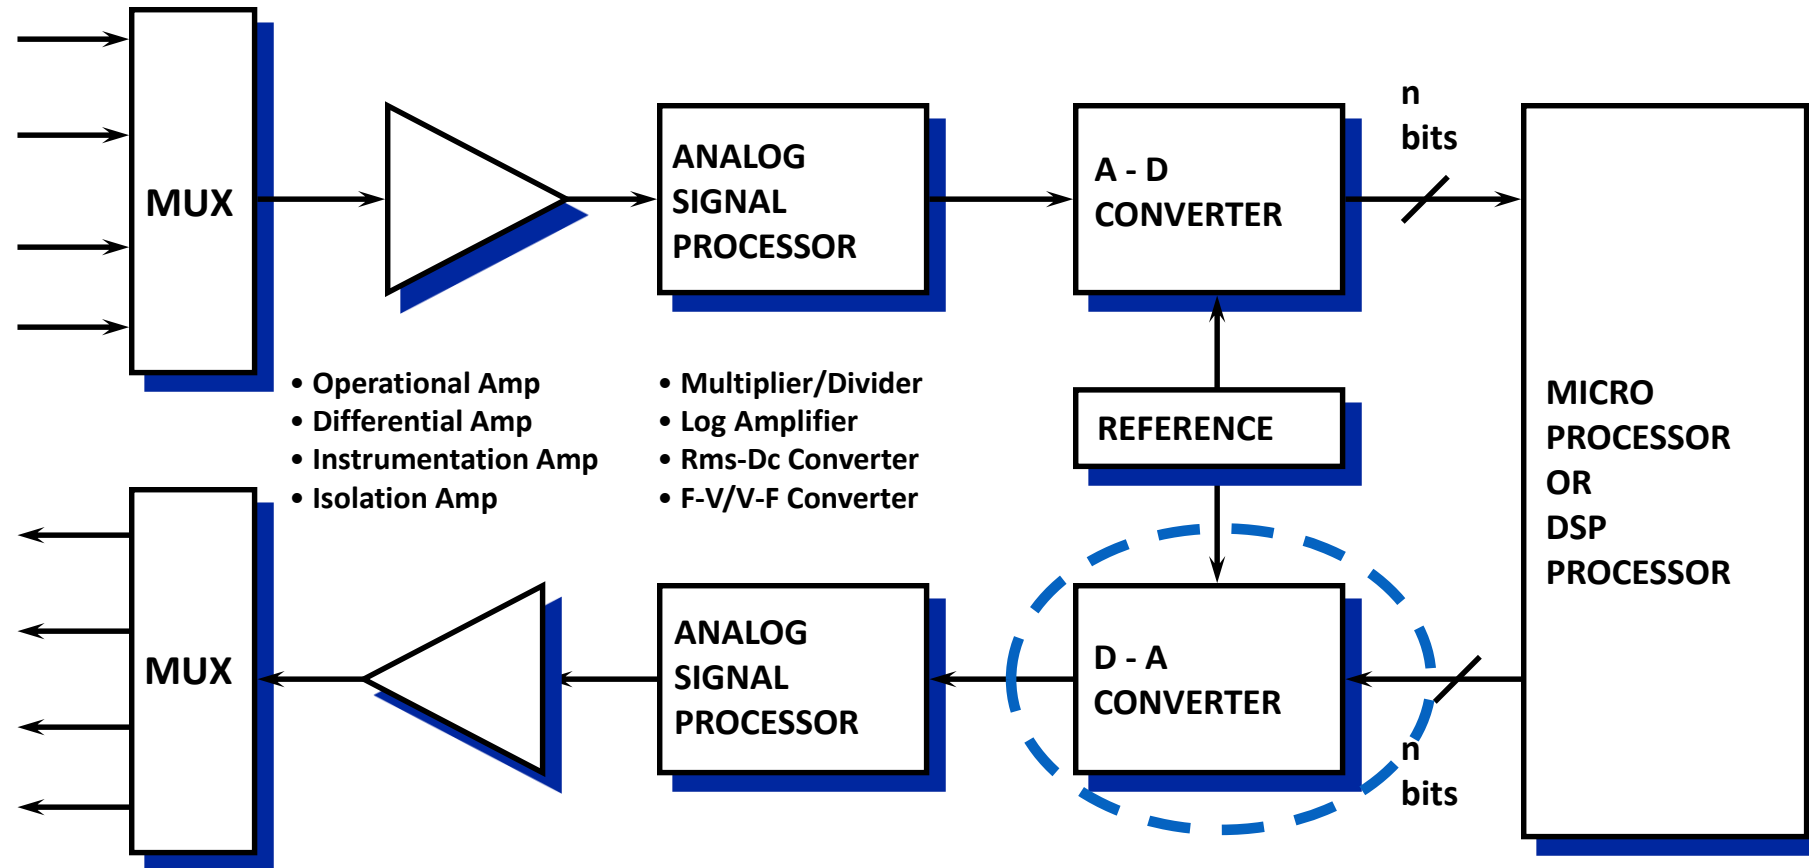 MUX
ANALOG
SIGNAL
PROCESSOR
A - D
CONVERTER
n
bits
• Operational Amp
• Differential Amp
• Instrumentation Amp
• Isolation Amp
• Multiplier/Divider
• Log Amplifier
• Rms-Dc Converter
• F-V/V-F Converter
REFERENCE
MICRO
PROCESSOR
OR
DSP
PROCESSOR
MUX
ANALOG
SIGNAL
PROCESSOR
D - A
CONVERTER
n
bits